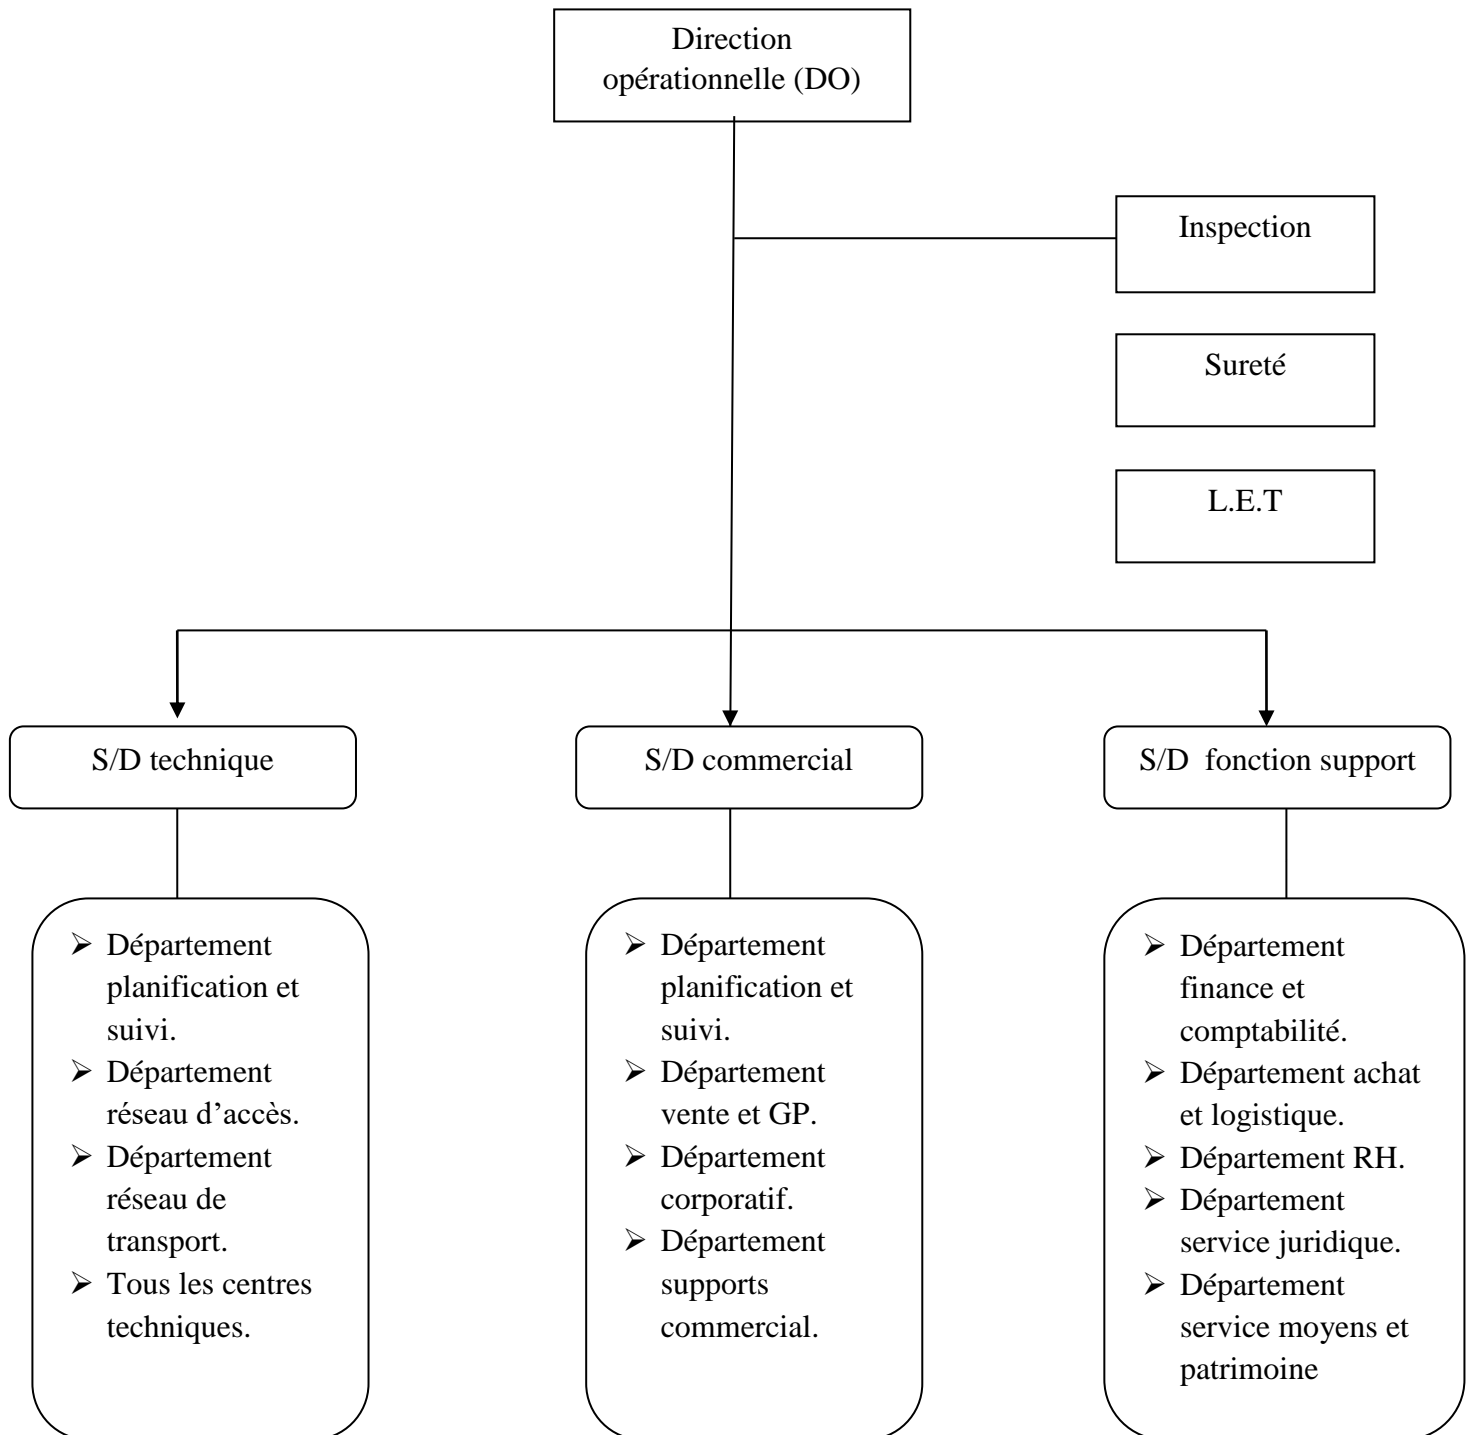 Direction
opérationnelle (DO)
Inspection
Sureté
L.E.T
S/D technique
S/D commercial
S/D fonction support
➢ Département
planification et
suivi.
➢ Département
réseau d’accès.
➢ Département
réseau de
transport.
➢ Tous les centres
techniques.
➢ Département
planification et
suivi.
➢ Département
vente et GP.
➢ Département
corporatif.
➢ Département
supports
commercial.
➢ Département
finance et
comptabilité.
➢ Département achat
et logistique.
➢ Département RH.
➢ Département
service juridique.
➢ Département
service moyens et
patrimoine